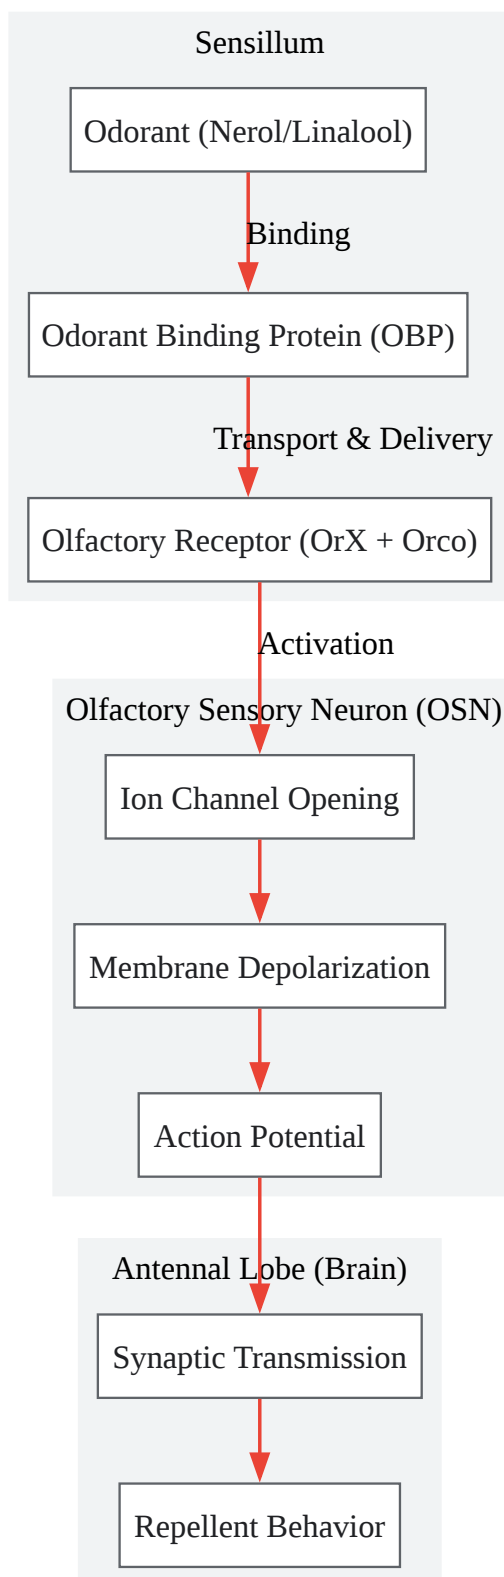 Sensillum
Odorant (Nerol/Linalool)
Binding
Odorant Binding Protein (OBP)
Transport & Delivery
Olfactory Receptor (OrX + Orco)
Activation
Olfactory Sensory Neuron (OSN)
Ion Channel Opening
Membrane Depolarization
Action Potential
Antennal Lobe (Brain)
Synaptic Transmission
Repellent Behavior